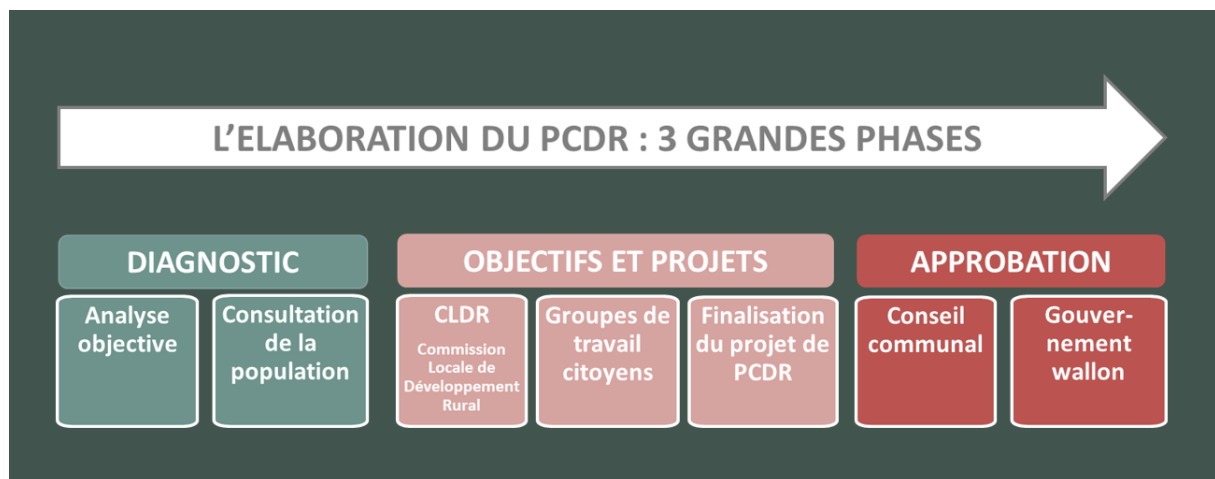 L'ELABORATION DU PCDR : 3 GRANDES PHASES
DIAGNOSTIC
Analyse
objective
Consultation
de la
population
OBJECTIFS ET PROJETS
CLDR
Commission
Locale de
Développement
Rural
Groupes de
travail
citoyens
Finalisation
du projet de
PCDR
APPROBATION
Conseil
communal
Gouver-
nement
wallon